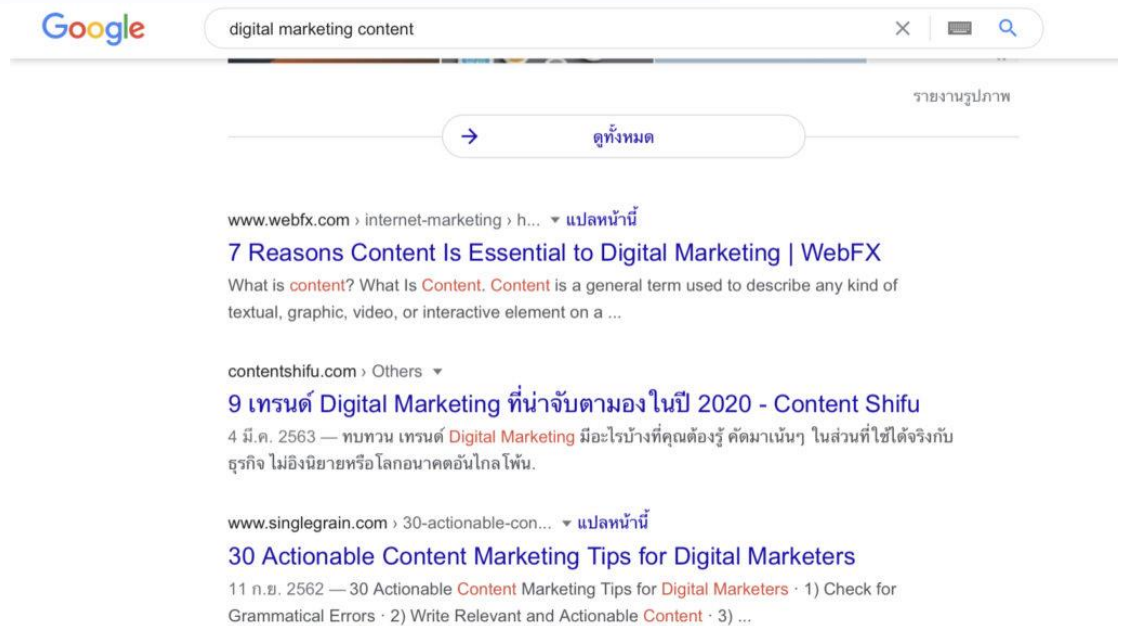 Google
digital marketing content
รายงานรูปภาพ
→ ดูทั้งหมด
www.webfx.com › internet-marketing › h... ▼ แปลหน้านี้
7 Reasons Content Is Essential to Digital Marketing | WebFX
What is content? What Is Content. Content is a general term used to describe any kind of
textual, graphic, video, or interactive element on a ...
contentshifu.com › Others ▼
9 เทรนด์ Digital Marketing ที่น่าจับตามองในปี 2020 - Content Shifu
4 มี.ค. 2563 — ทบทวน เทรนด์ Digital Marketing มีอะไรบ้างที่คุณต้องรู้ คัดมาเน้นๆ ในส่วนที่ใช้ได้จริงกับ
ธุรกิจ ไม่อิงนิยายหรือโลกอนาคตอันไกลโพ้น.
www.singlegrain.com › 30-actionable-con... ▼ แปลหน้านี้
30 Actionable Content Marketing Tips for Digital Marketers
11 ก.ย. 2562 — 30 Actionable Content Marketing Tips for Digital Marketers · 1) Check for
Grammatical Errors · 2) Write Relevant and Actionable Content · 3) ...